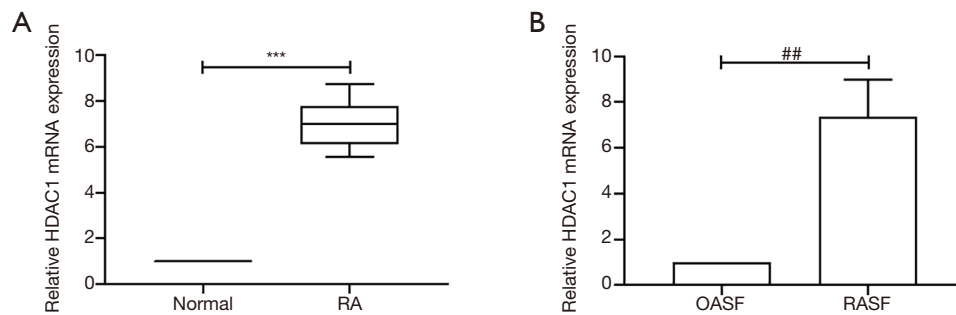 A
Relative HDAC1 mRNA expression
10
8
6
4
2
0
***
Normal
RA
B
Relative HDAC1 mRNA expression
10
8
6
4
2
0
##
OASF
RASF